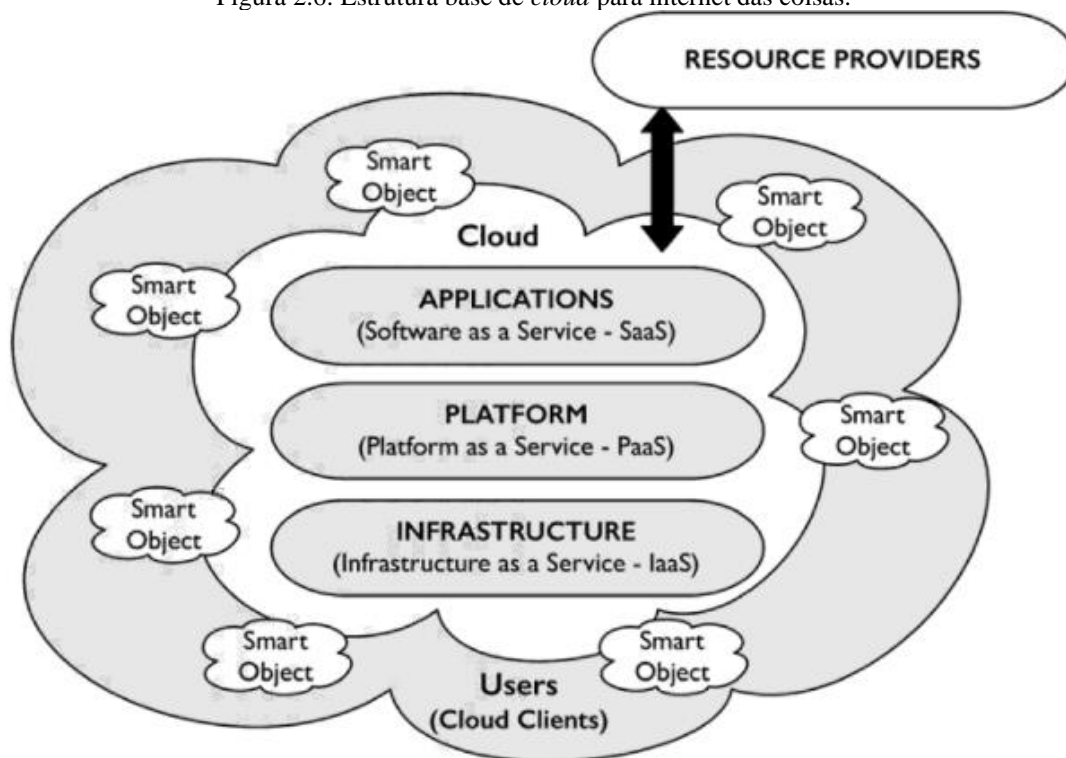 Figura 2.6. Estrutura base de cloud para internet das coisas.
RESOURCE PROVIDERS
Smart
Object
Smart
Object
Cloud
Smart
Object
APPLICATIONS
(Software as a Service - SaaS)
PLATFORM
(Platform as a Service - PaaS)
Smart
Object
Smart
Object
INFRASTRUCTURE
(Infrastructure as a Service - IaaS)
Smart
Object
Smart
Object
Users
(Cloud Clients)